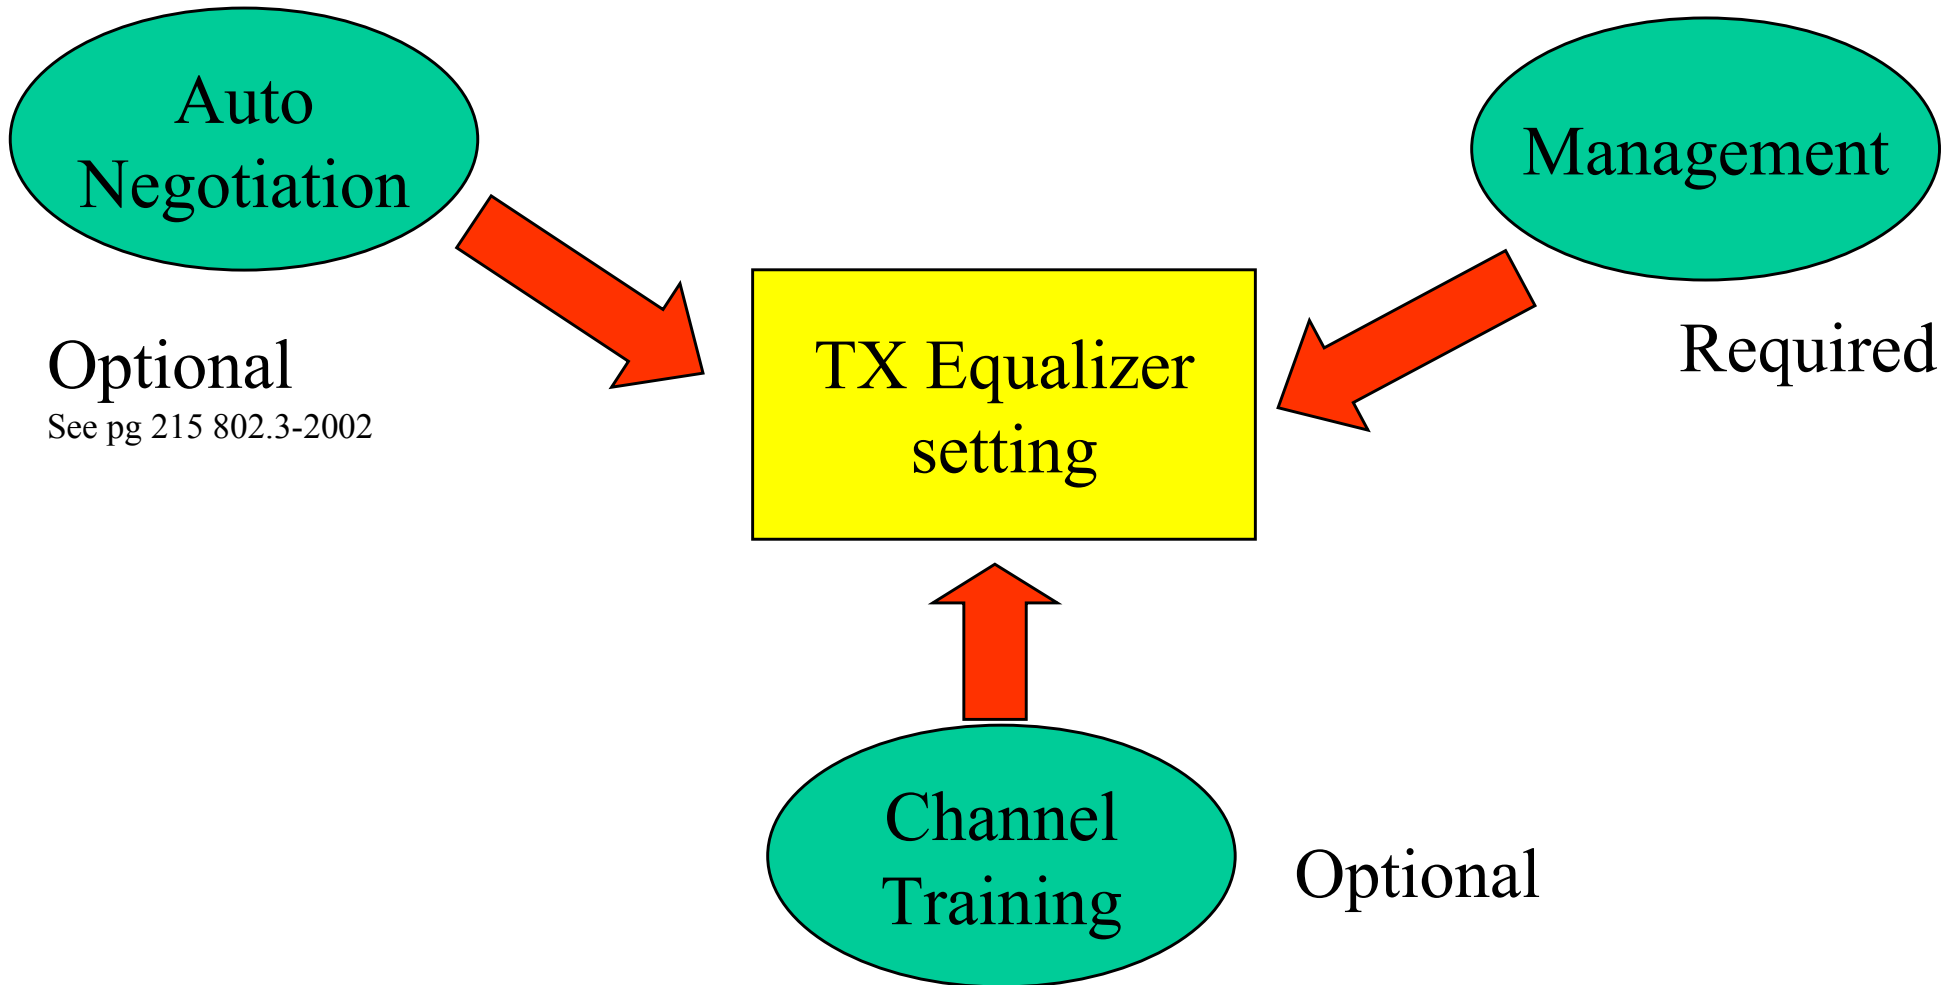 Auto
Negotiation
Optional
See pg 215 802.3-2002
Management
Required
TX Equalizer
setting
Channel
Training
Optional